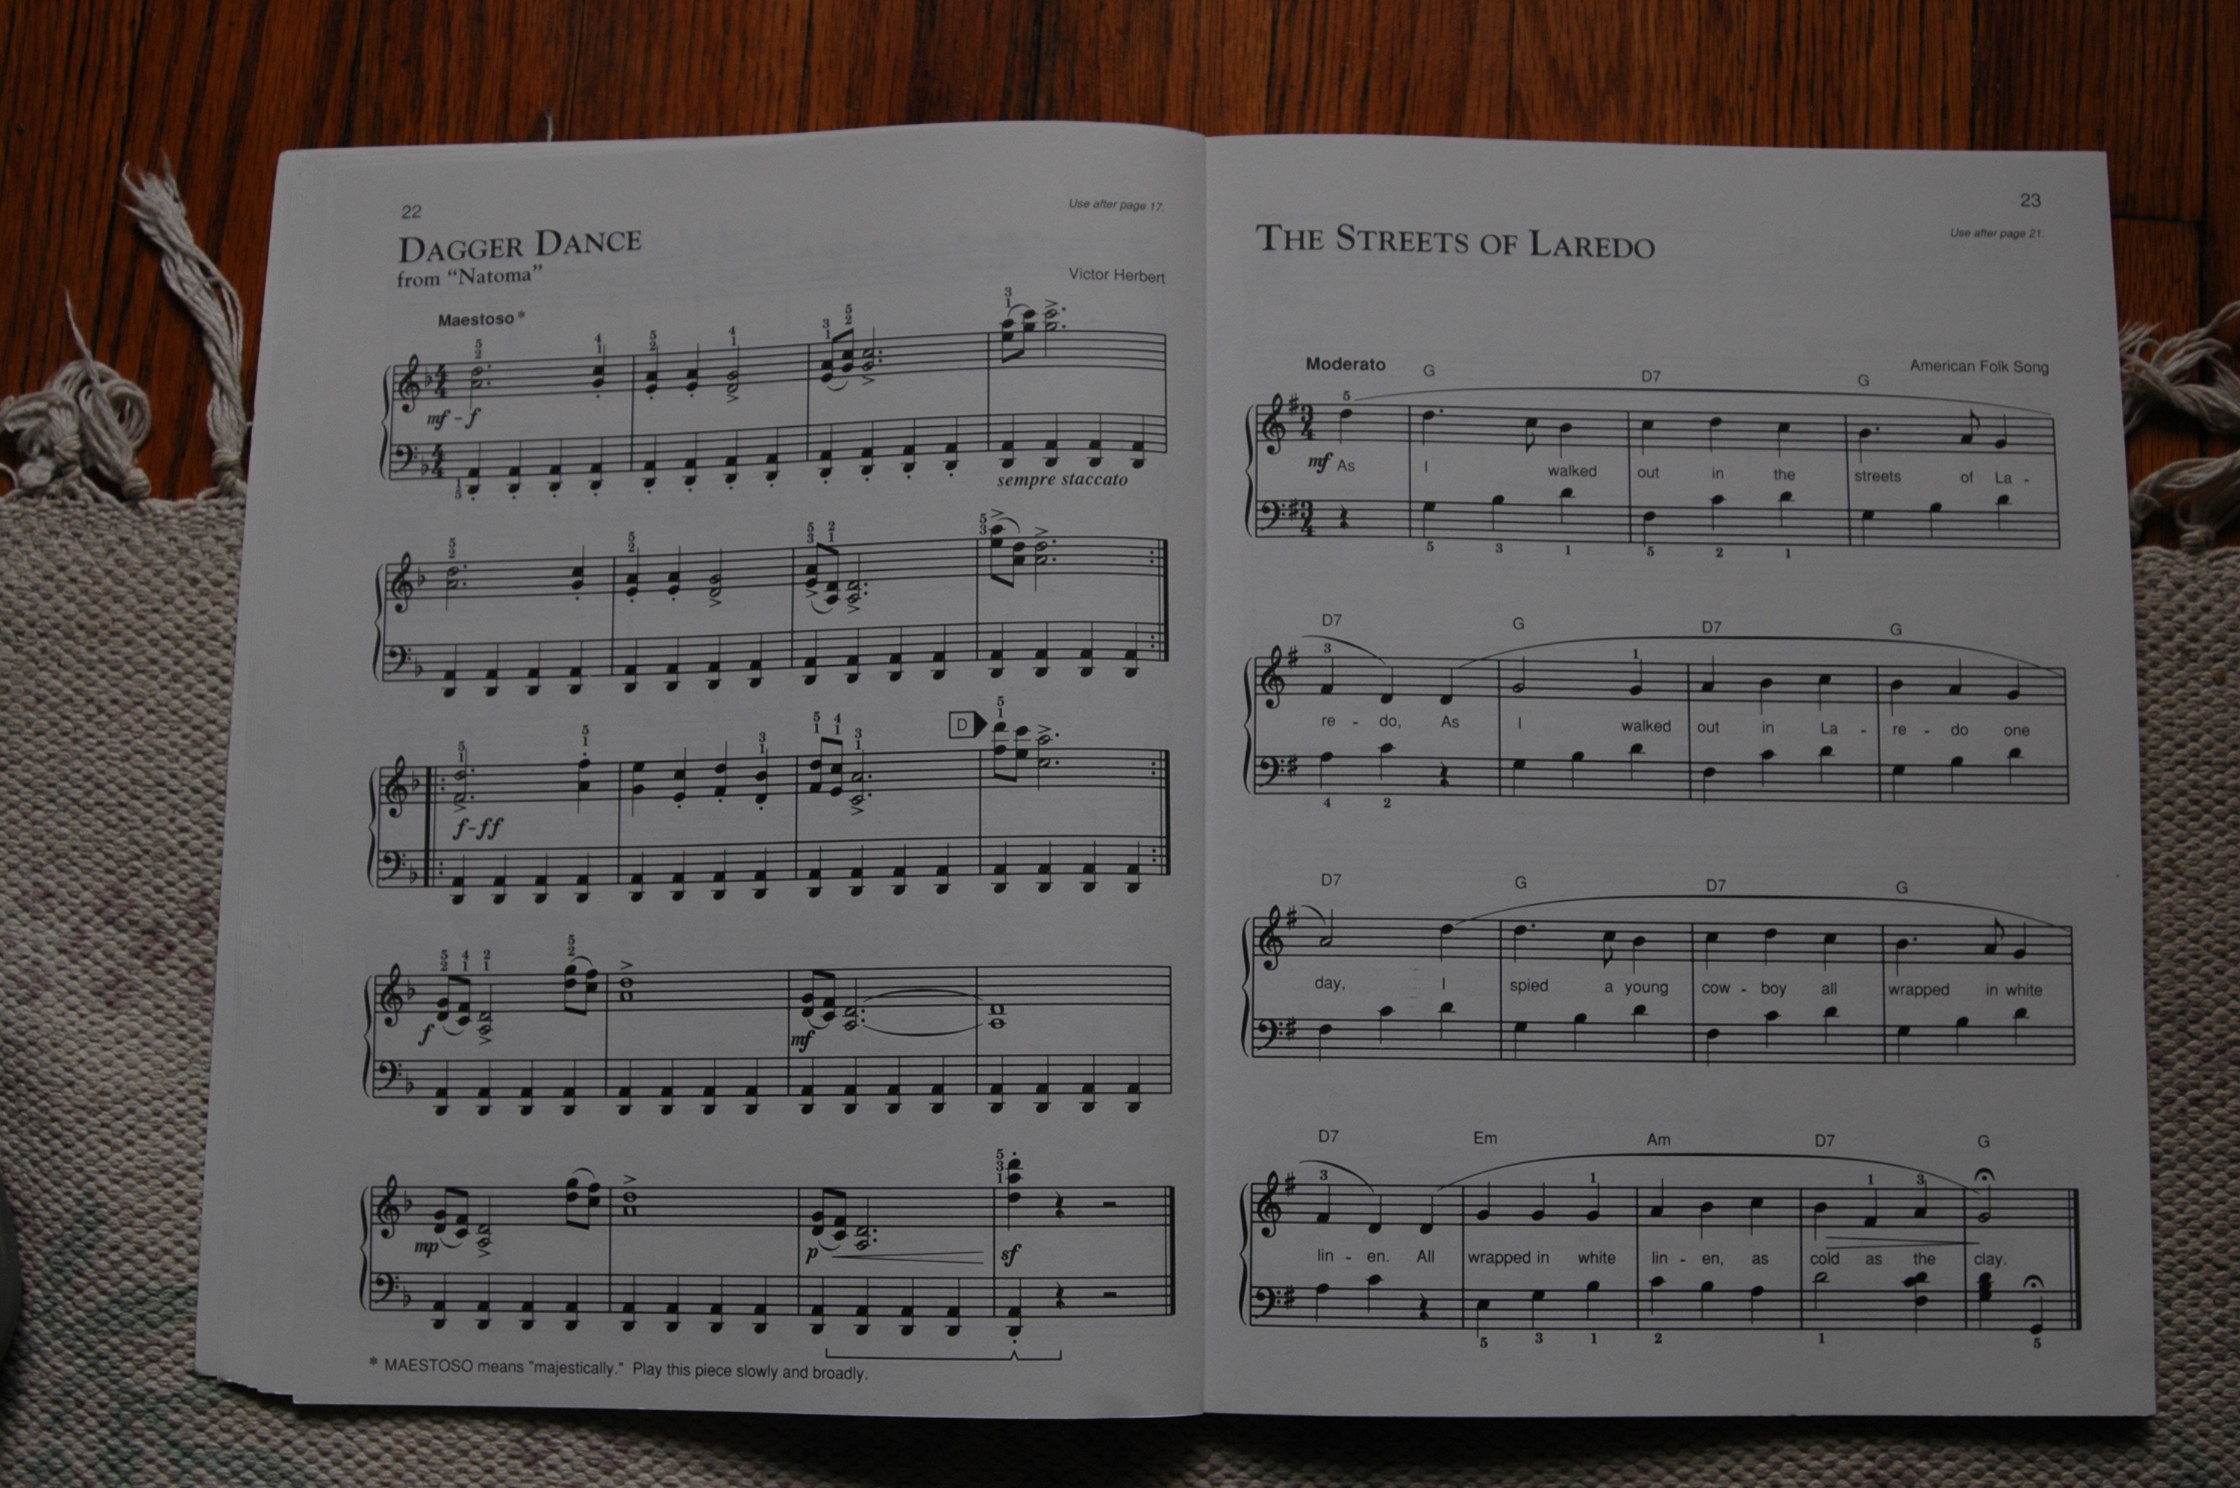 22
Use after page 17.
DAGGER DANCE
from “Natoma”
Victor Herbert
Maestoso*
mf - f
sempre staccato
D
f-ff
f
mf
mp
p
sf
* MAESTOSO means "majestically." Play this piece slowly and broadly.
23
THE STREETS OF LAREDO
Use after page 21.
Moderato
American Folk Song
G D7 G
mf As I walked out in the streets of La -
D7 G D7 G
re - do, As I walked out in La - re - do one
D7 G D7 G
day, I spied a young cow - boy all wrapped in white
D7 Em Am D7 G
lin - en. All wrapped in white lin - en, as cold as the clay.